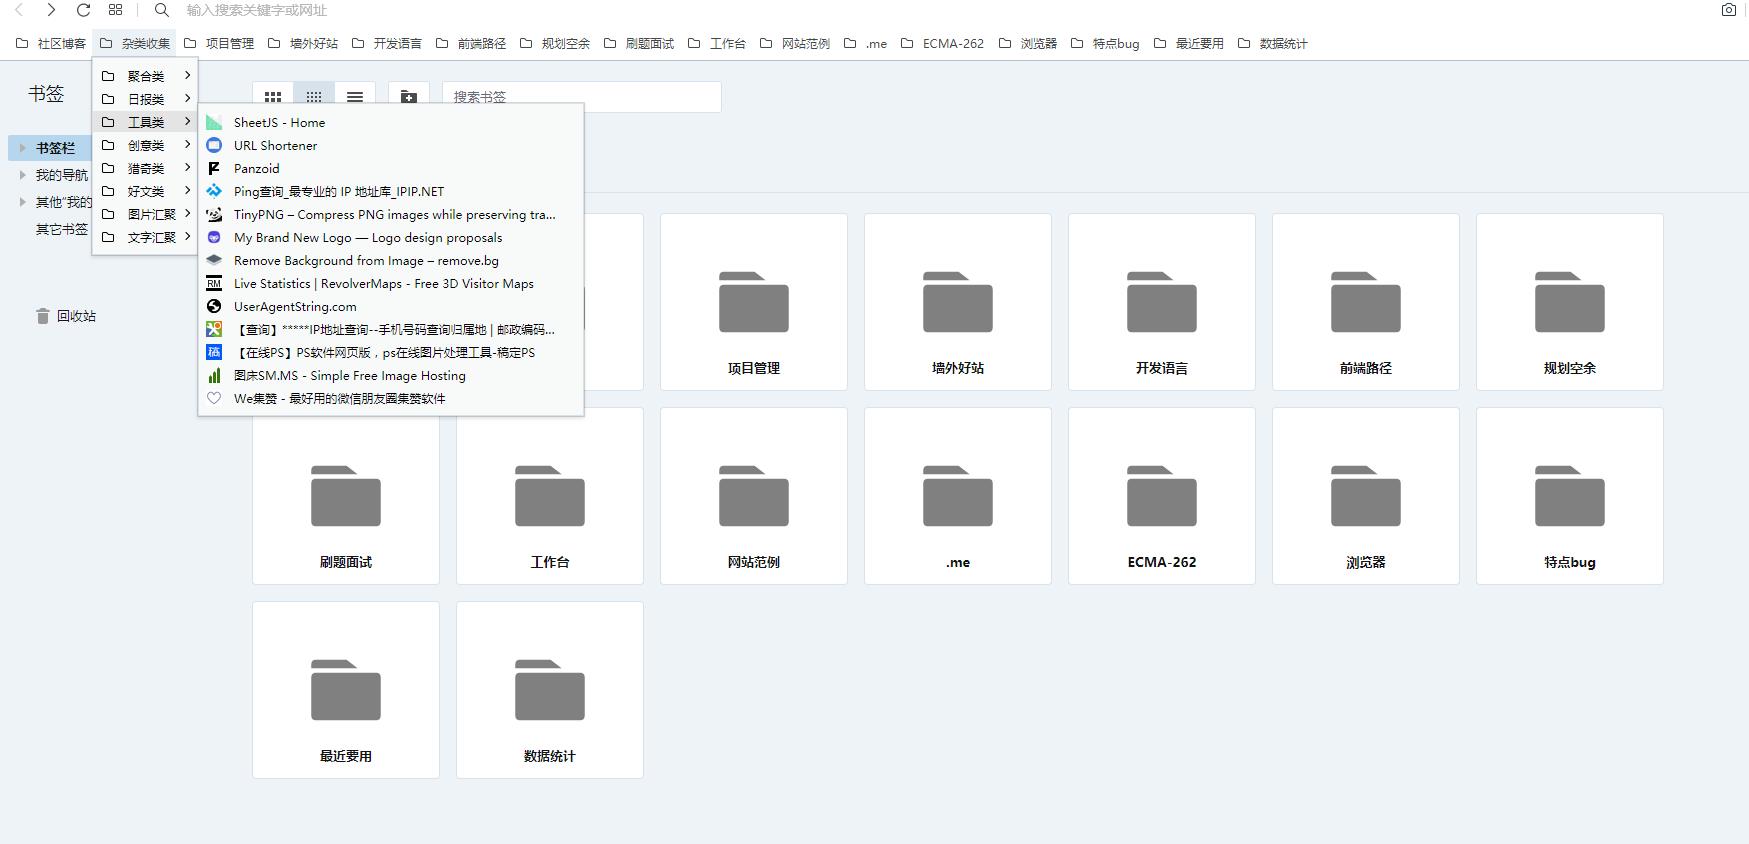 输入搜索关键字或网址
社区博客 杂类收集 项目管理 墙外好站 开发语言 前端路径 规划空余 刷题面试 工作台 网站范例 .me ECMA-262 浏览器 特点bug 最近要用 数据统计
书签
搜索书签
书签栏
我的导航
其他"我的
其它书签
回收站
聚合类
日报类
工具类
创意类
猎奇类
好文类
图片汇聚
文字汇聚
SheetJS - Home
URL Shortener
Panzoid
Ping查询_最专业的 IP 地址库_IPIP.NET
TinyPNG – Compress PNG images while preserving tra...
My Brand New Logo — Logo design proposals
Remove Background from Image – remove.bg
Live Statistics | RevolverMaps - Free 3D Visitor Maps
UserAgentString.com
【查询】*****IP地址查询--手机号码查询归属地 | 邮政编码...
【在线PS】PS软件网页版，ps在线图片处理工具-稿定PS
图床SM.MS - Simple Free Image Hosting
We集赞 - 最好用的微信朋友圈集赞软件
项目管理 墙外好站 开发语言 前端路径 规划空余
刷题面试 工作台 网站范例 .me ECMA-262 浏览器 特点bug
最近要用 数据统计